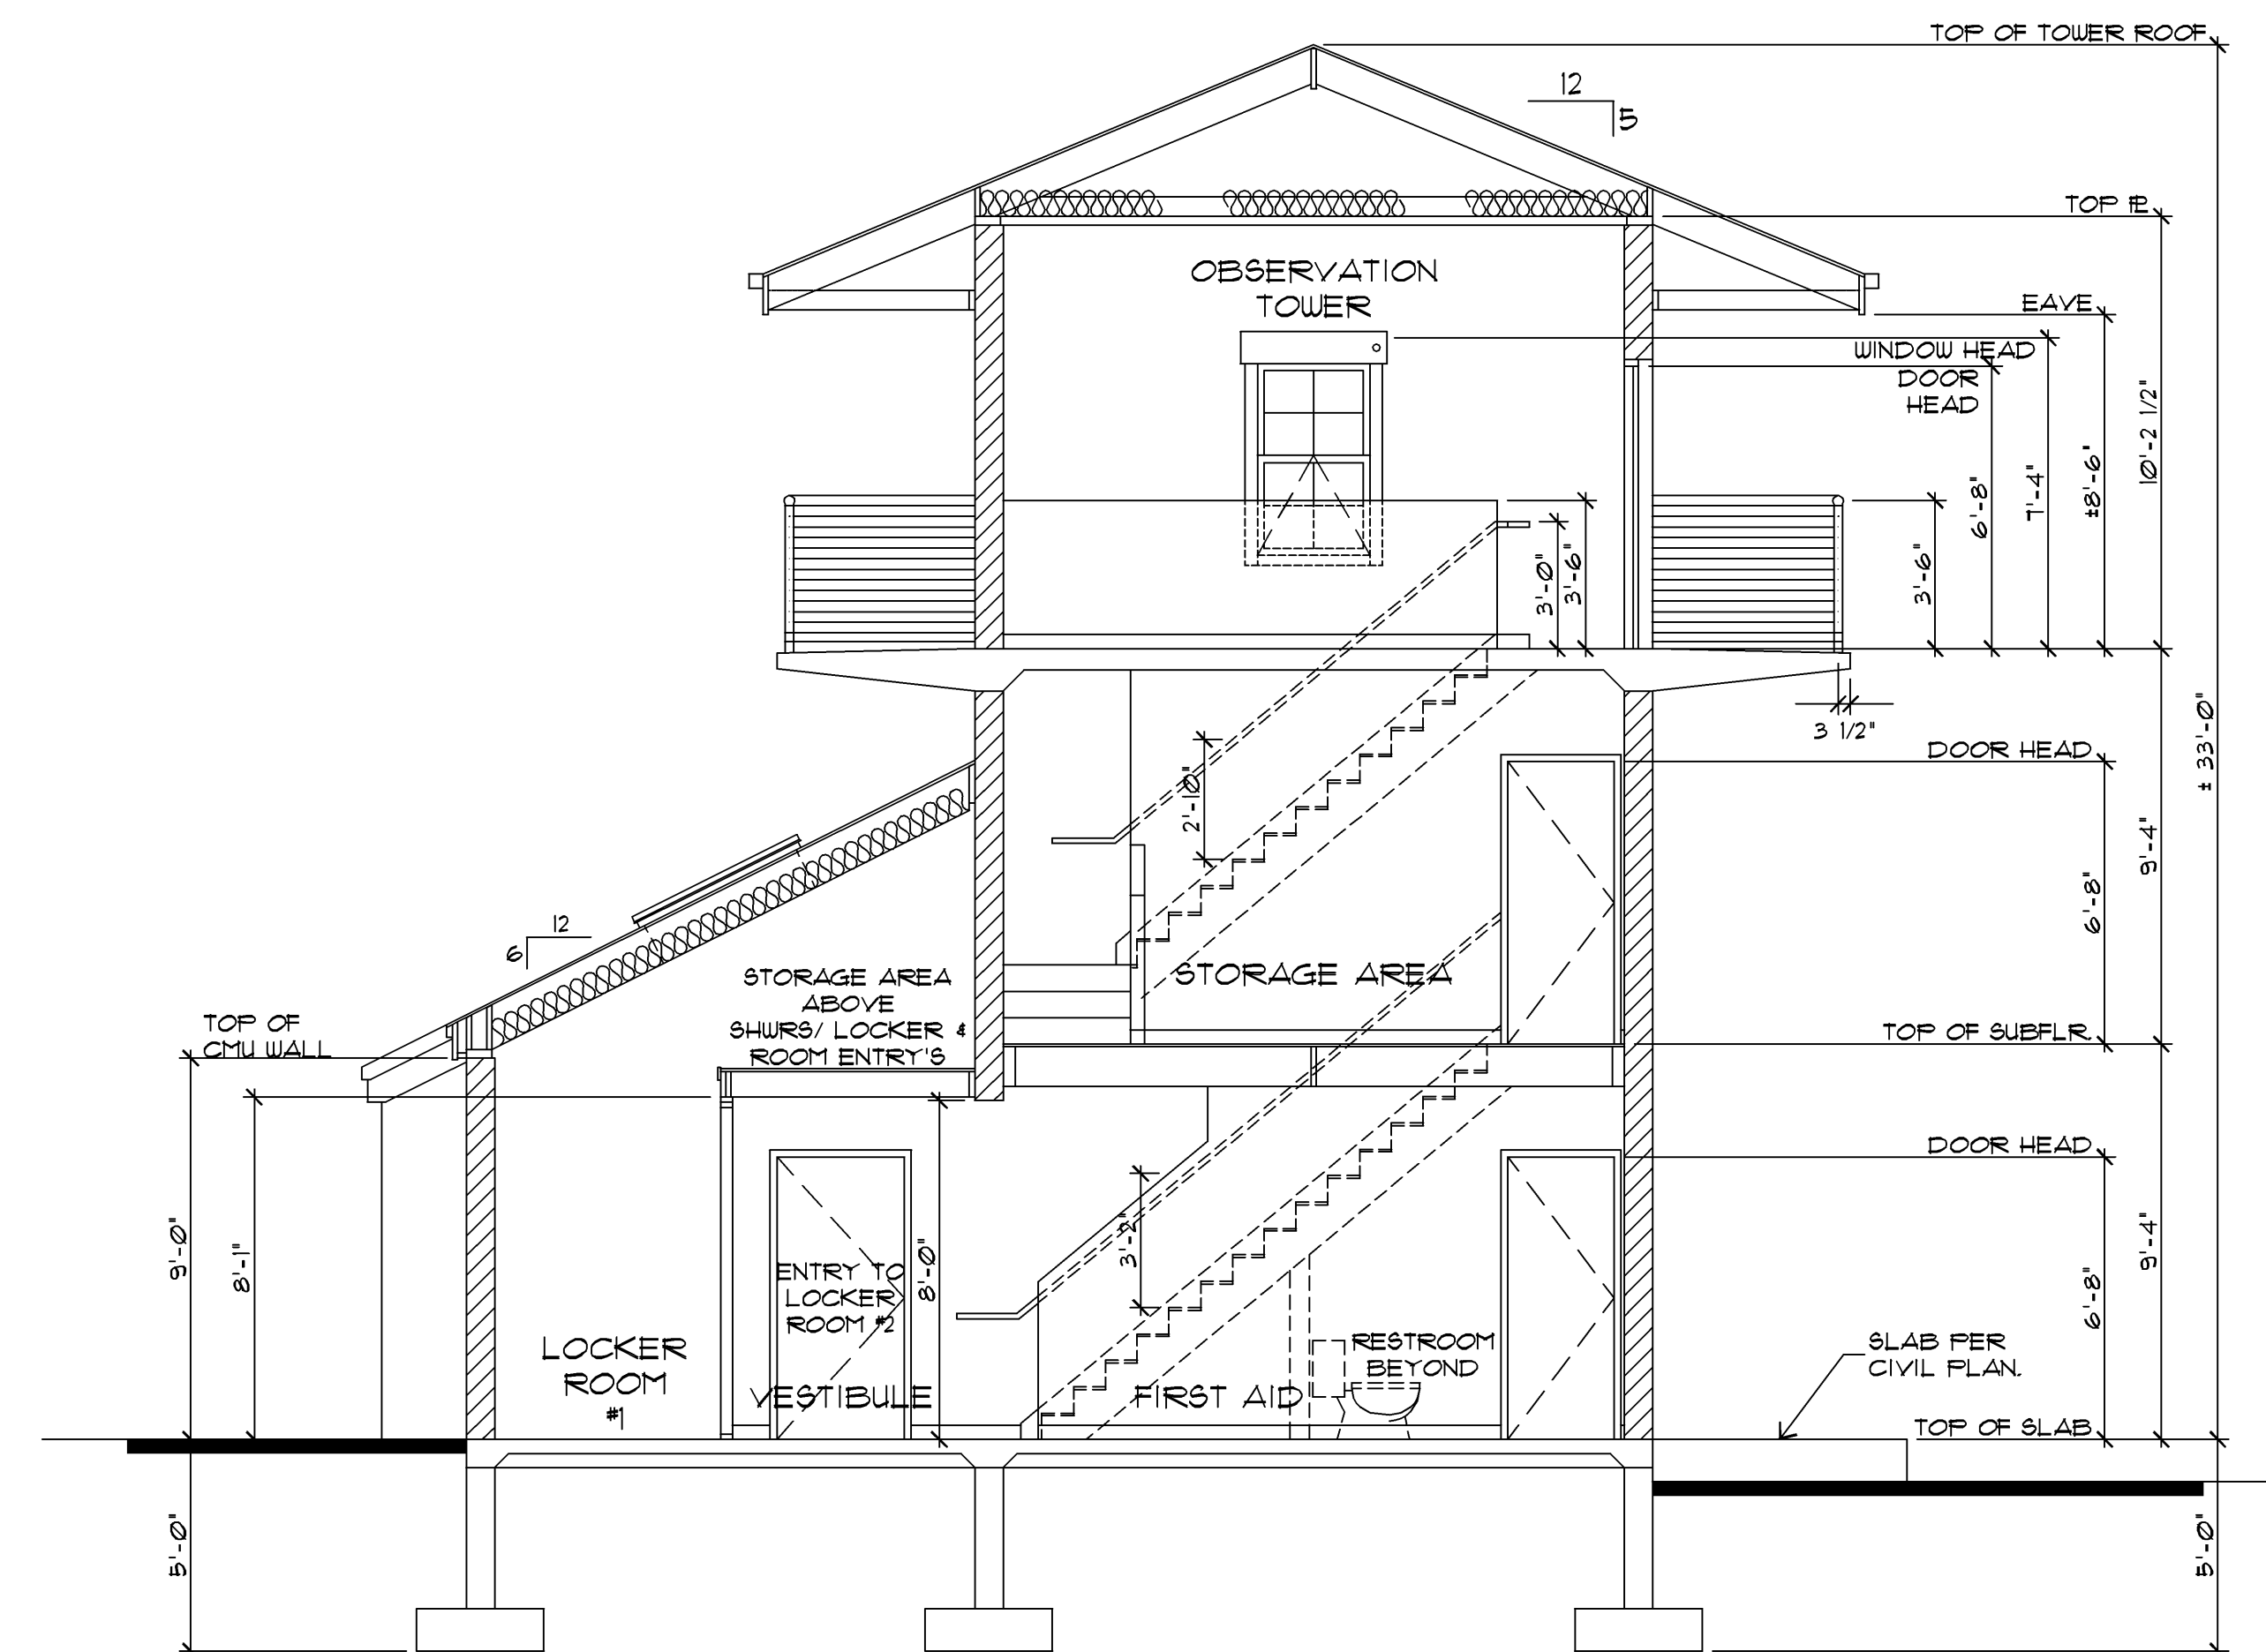 TOP OF TOWER ROOF
12
5
TOP PL
OBSERVATION
TOWER
EAVE
WINDOW HEAD
DOOR
HEAD
10'-2 1/2"
±8'-6"
7'-4"
6'-8"
3'-6"
3'-0"
3'-6"
± 33'-0"
3 1/2"
DOOR HEAD
2'-10"
9'-4"
6'-8"
12
6
STORAGE AREA
ABOVE
SHWRS/ LOCKER &
ROOM ENTRY'S
STORAGE AREA
TOP OF
CMU WALL
TOP OF SUBFLR.
DOOR HEAD
9'-0"
8'-1"
8'-0"
3'-2"
9'-4"
6'-8"
ENTRY TO
LOCKER
ROOM #2
LOCKER
ROOM
#1
VESTIBULE
FIRST AID
RESTROOM
BEYOND
SLAB PER
CIVIL PLAN.
TOP OF SLAB
5'-0"
5'-0"